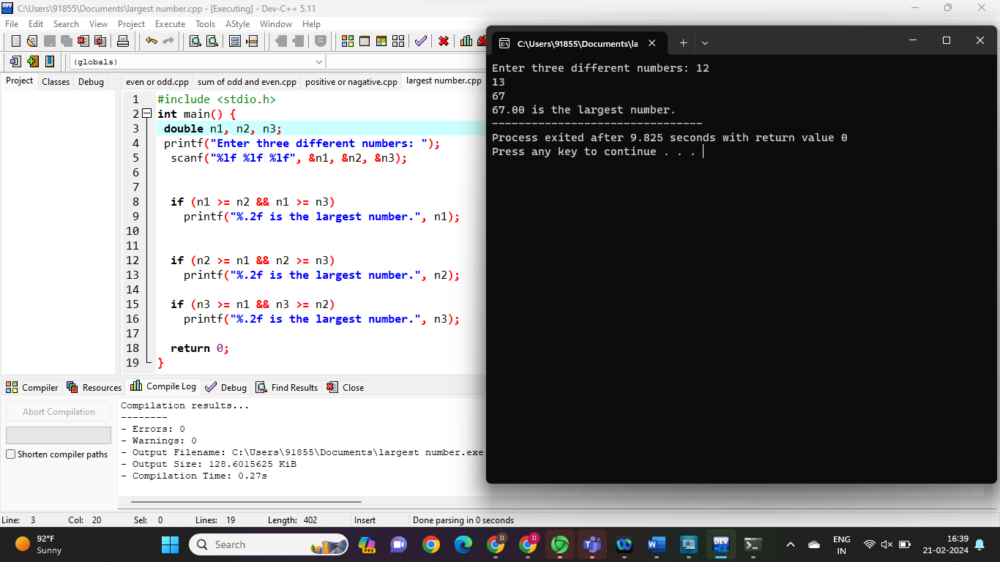 C:\Users\91855\Documents\largest number.cpp - [Executing] - Dev-C++ 5.11
File Edit Search View Project Execute Tools AStyle Window Help
(globals)
Project Classes Debug
even or odd.cpp sum of odd and even.cpp positive or nagative.cpp largest number.cpp
1 #include <stdio.h>
2 int main() {
3 double n1, n2, n3;
4 printf("Enter three different numbers: ");
5 scanf("%lf %lf %lf", &n1, &n2, &n3);
6
7
8 if (n1 >= n2 && n1 >= n3)
9 printf("%.2f is the largest number.", n1);
10
11
12 if (n2 >= n1 && n2 >= n3)
13 printf("%.2f is the largest number.", n2);
14
15 if (n3 >= n1 && n3 >= n2)
16 printf("%.2f is the largest number.", n3);
17
18 return 0;
19 }
C:\Users\91855\Documents\la
Enter three different numbers: 12
13
67
67.00 is the largest number.
--------------------------------
Process exited after 9.825 seconds with return value 0
Press any key to continue . . .
Compiler Resources Compile Log Debug Find Results Close
Abort Compilation
Shorten compiler paths
Compilation results...
--------
- Errors: 0
- Warnings: 0
- Output Filename: C:\Users\91855\Documents\largest number.exe
- Output Size: 128.6015625 KiB
- Compilation Time: 0.27s
Line: 3 Col: 20 Sel: 0 Lines: 19 Length: 402 Insert Done parsing in 0 seconds
92°F
Sunny
Search
PRE
D
D
DEV
ENG
IN
16:39
21-02-2024